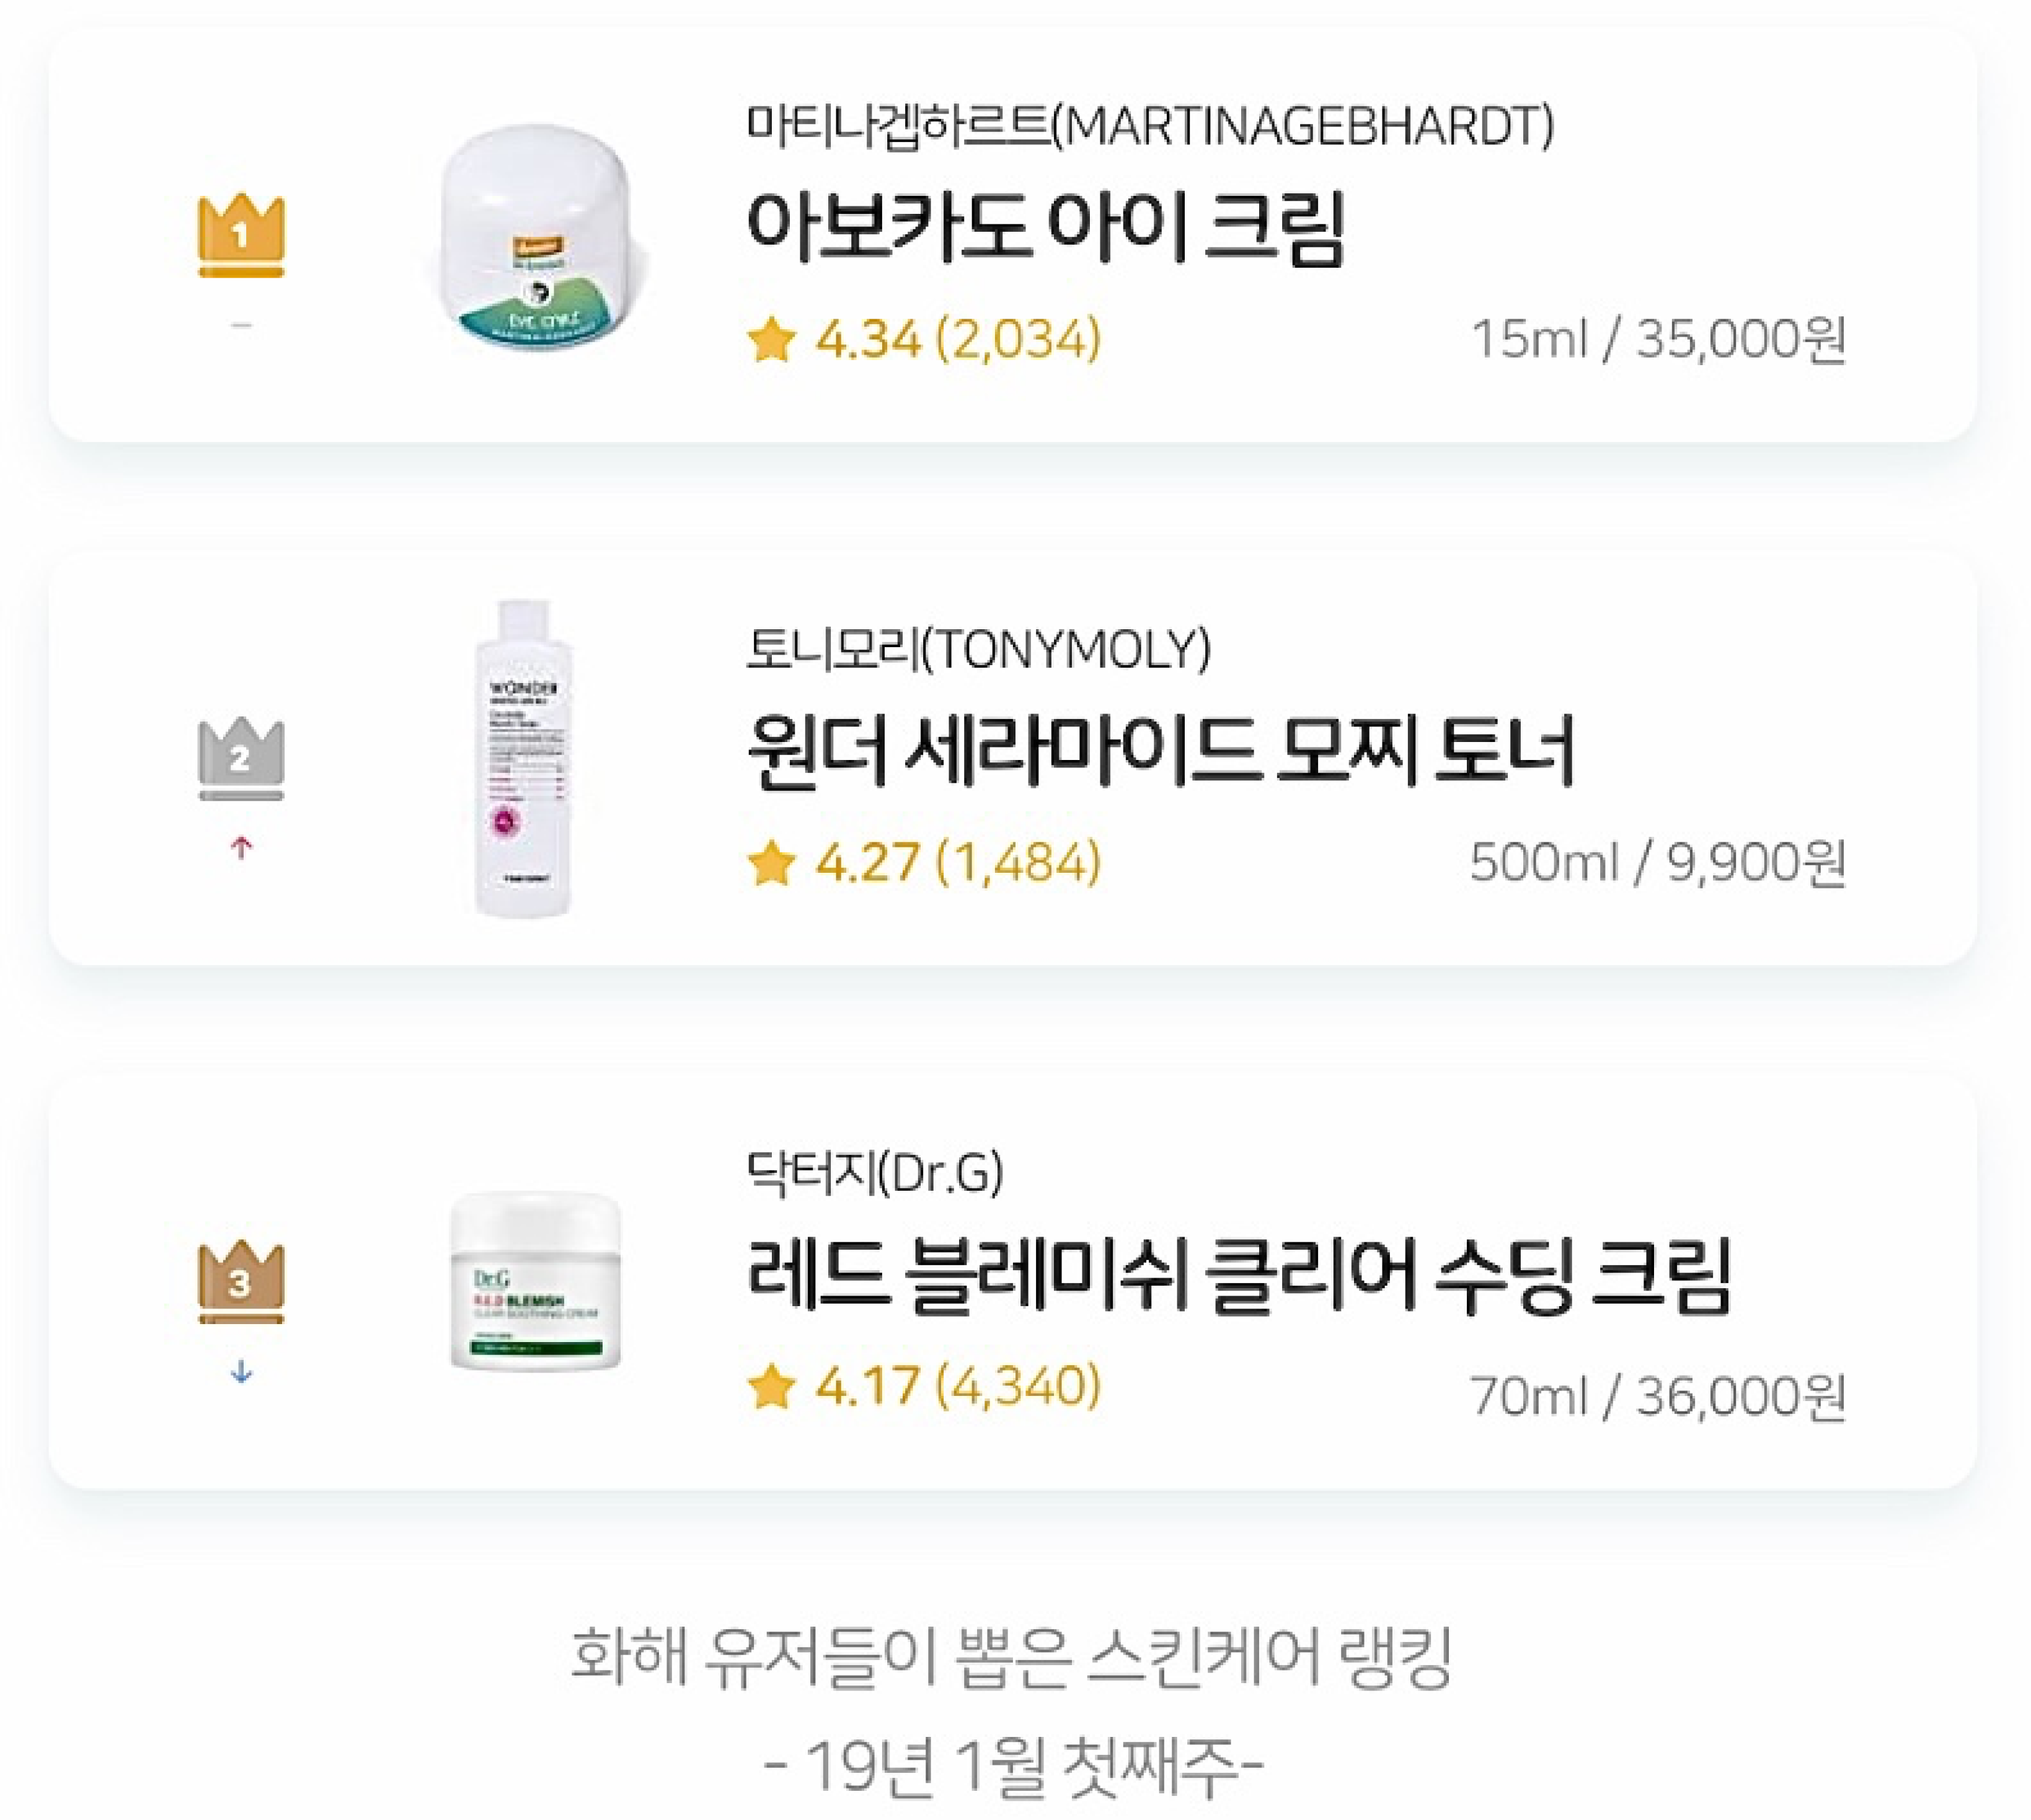 마티나겝하르트(MARTINAGEBHARDT)
1
아보카도 아이 크림
EYE CARE
4.34 (2,034)
15ml / 35,000원
토니모리(TONYMOLY)
WONDER
2
원더 세라마이드 모찌 토너
4.27 (1,484)
500ml / 9,900원
닥터지(Dr.G)
3
레드 블레미쉬 클리어 수딩 크림
Dr.G
R.E.D BLEMISH
CLEAR SOOTHING CREAM
4.17 (4,340)
70ml / 36,000원
화해 유저들이 뽑은 스킨케어 랭킹
- 19년 1월 첫째주-